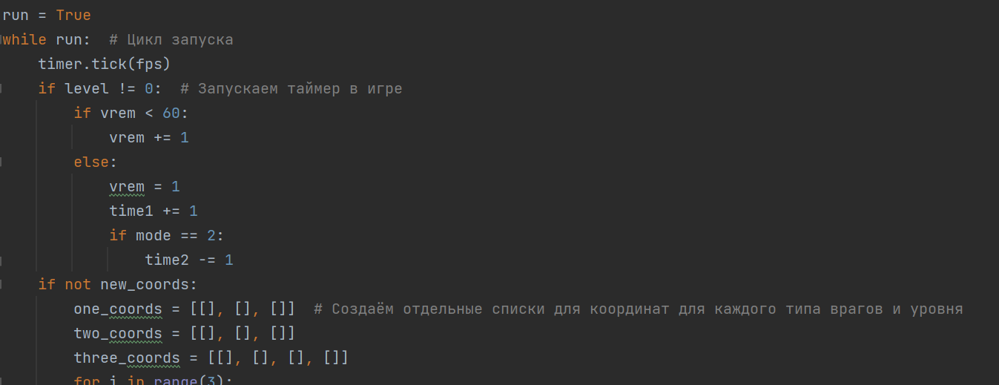 run = True
while run:  # Цикл запуска
    timer.tick(fps)
    if level != 0:  # Запускаем таймер в игре
        if vrem < 60:
            vrem += 1
        else:
            vrem = 1
            time1 += 1
            if mode == 2:
                time2 -= 1
    if not new_coords:
        one_coords = [[], [], []]  # Создаём отдельные списки для координат для каждого типа врагов и уровня
        two_coords = [[], [], []]
        three_coords = [[], [], [], []]
        for i in range(3):